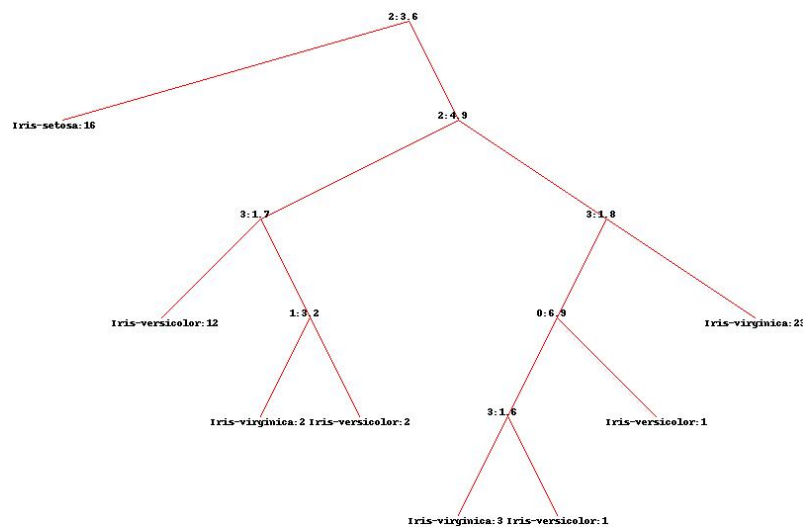 2:3.6
Iris-setosa:16
2:4.9
3:1.7
3:1.8
Iris-versicolor:12
1:3.2
0:6.9
Iris-virginica:23
Iris-virginica:2
Iris-versicolor:2
3:1.6
Iris-versicolor:1
Iris-virginica:3
Iris-versicolor:1